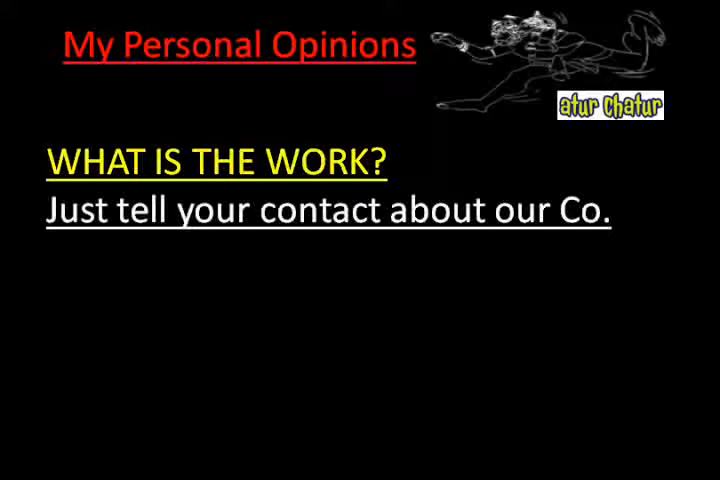 My Personal Opinions
atur chatur
WHAT IS THE WORK?
Just tell your contact about our Co.